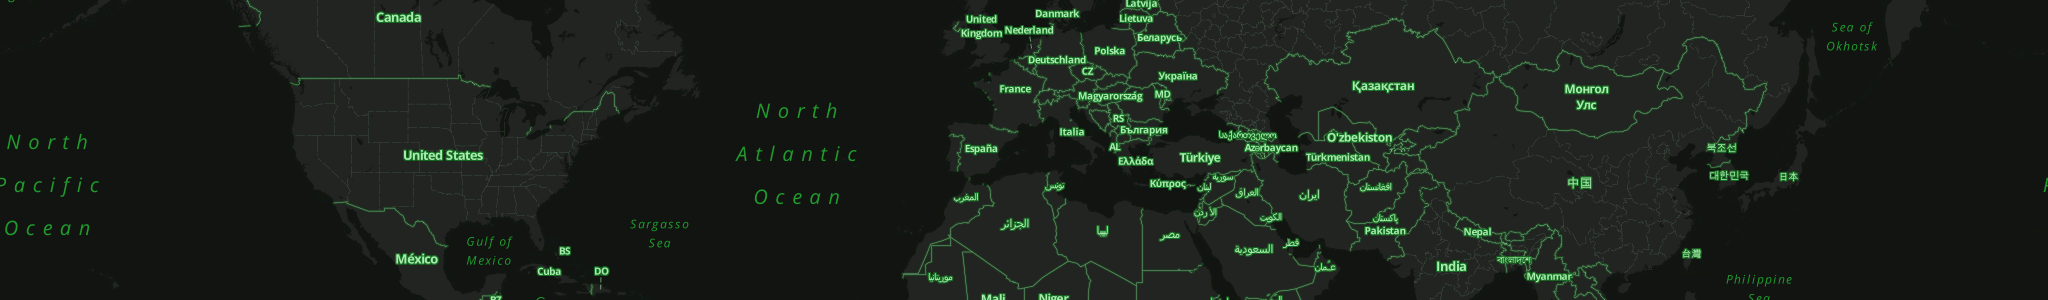 Canada
United
Kingdom
Danmark
Nederland
Latvija
Lietuva
Беларусь
Polska
Deutschland
CZ
Україна
France
Magyarország
MD
RS
България
Italia
AL
Ελλάδα
España
Türkiye
Κύπρος
საქართველო
Azərbaycan
Қазақстан
O'zbekiston
Türkmenistan
Монгол
Улс
Sea of
Okhotsk
북조선
대한민국
日本
中国
台灣
North
Pacific
Ocean
United States
México
Gulf of
Mexico
BS
Cuba
DO
Sargasso
Sea
North
Atlantic
Ocean
المغرب
تونس
الجزائر
ليبيا
مصر
موريتانيا
Mali
Niger
سوريا
لبنان
العراق
الأردن
الكويت
السعودية
قطر
عمان
ایران
افغانستان
پاکستان
Pakistan
Nepal
India
বাংলাদেশ
Myanmar
Philippine
Sea